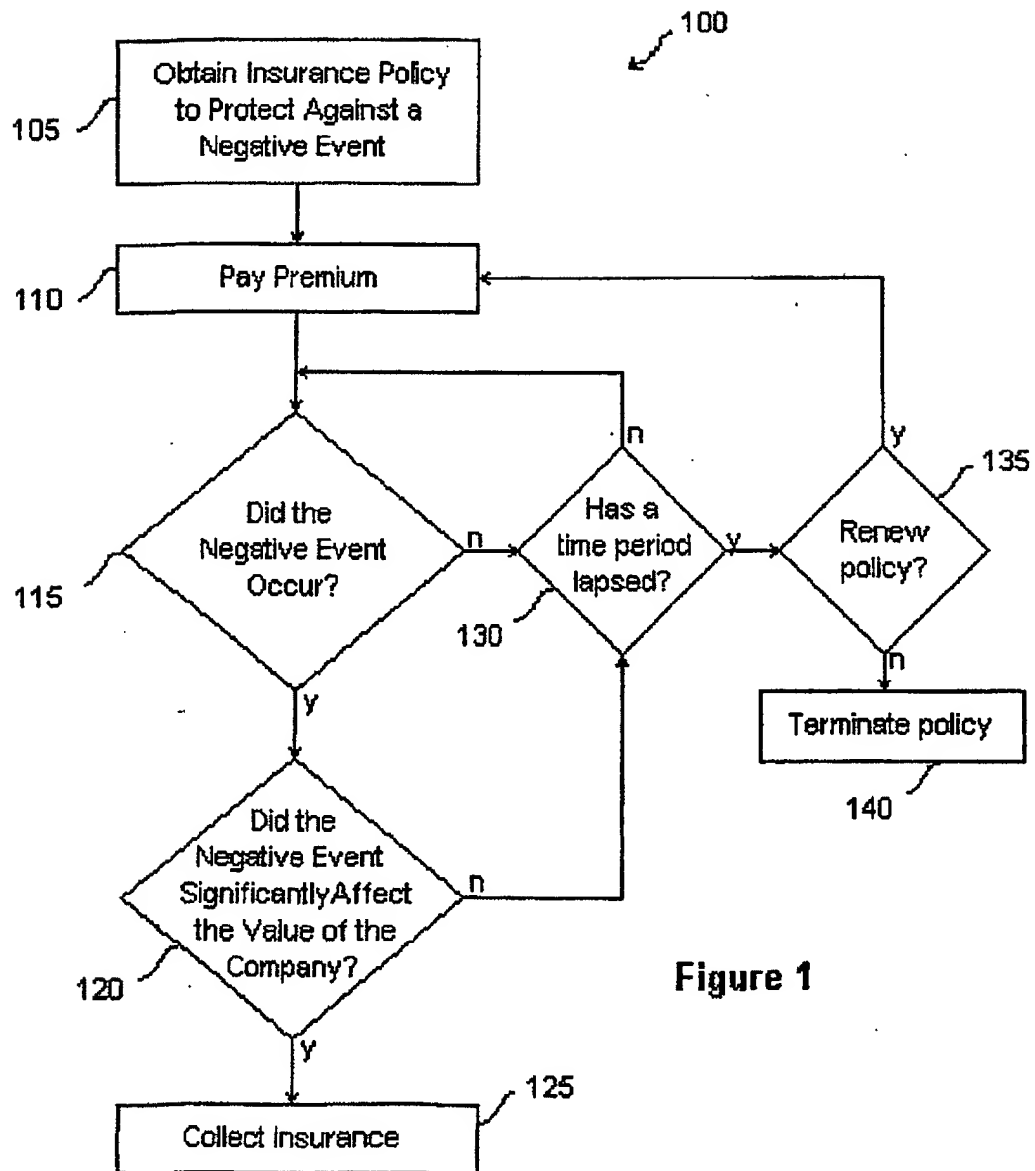 100
Obtain Insurance Policy
to Protect Against a
Negative Event
105
Pay Premium
110
Did the
Negative Event
Occur?
115
n
y
Has a
time period
lapsed?
130
n
y
Renew
policy?
135
y
n
Terminate policy
140
Did the
Negative Event
Significantly Affect
the Value of the
Company?
120
n
y
Figure 1
Collect Insurance
125